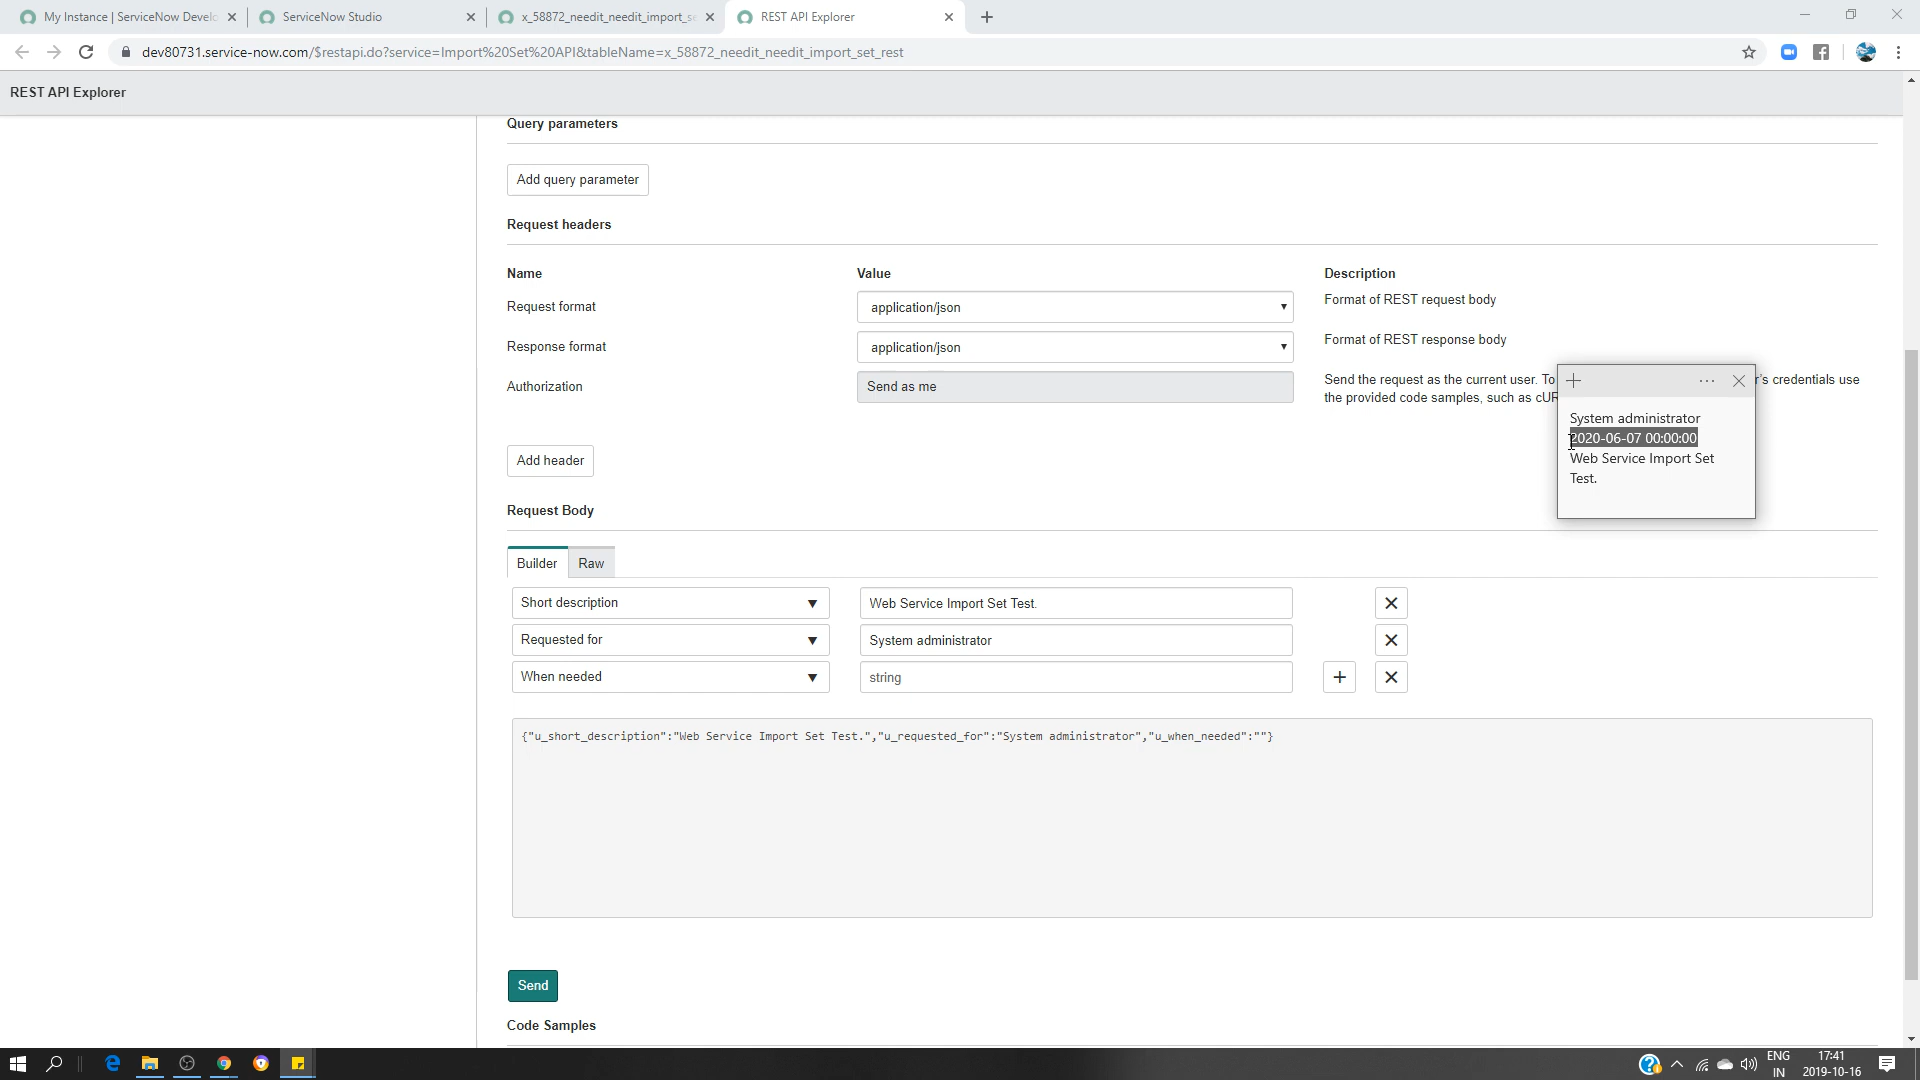 My Instance | ServiceNow Develo
ServiceNow Studio
x_58872_needit_needit_import_se
REST API Explorer
dev80731.service-now.com/$restapi.do?service=Import%20Set%20API&tableName=x_58872_needit_needit_import_set_rest
REST API Explorer
Query parameters
Add query parameter
Request headers
Name Value Description
Request format application/json Format of REST request body
Response format application/json Format of REST response body
Authorization Send as me Send the request as the current user. To r's credentials use
the provided code samples, such as cUR
System administrator
2020-06-07 00:00:00
Web Service Import Set
Test.
Add header
Request Body
Builder Raw
Short description Web Service Import Set Test.
Requested for System administrator
When needed string
{"u_short_description":"Web Service Import Set Test.","u_requested_for":"System administrator","u_when_needed":""}
Send
Code Samples
ENG
IN
17:41
2019-10-16